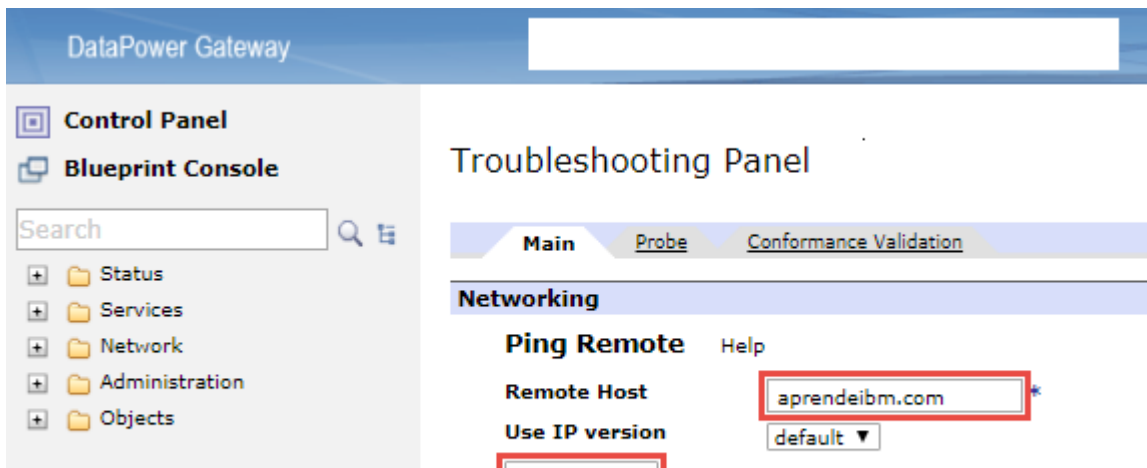 DataPower Gateway
Control Panel
Blueprint Console
Search
Status
Services
Network
Administration
Objects
Troubleshooting Panel
Main Probe Conformance Validation
Networking
Ping Remote Help
Remote Host aprendeibm.com *
Use IP version default